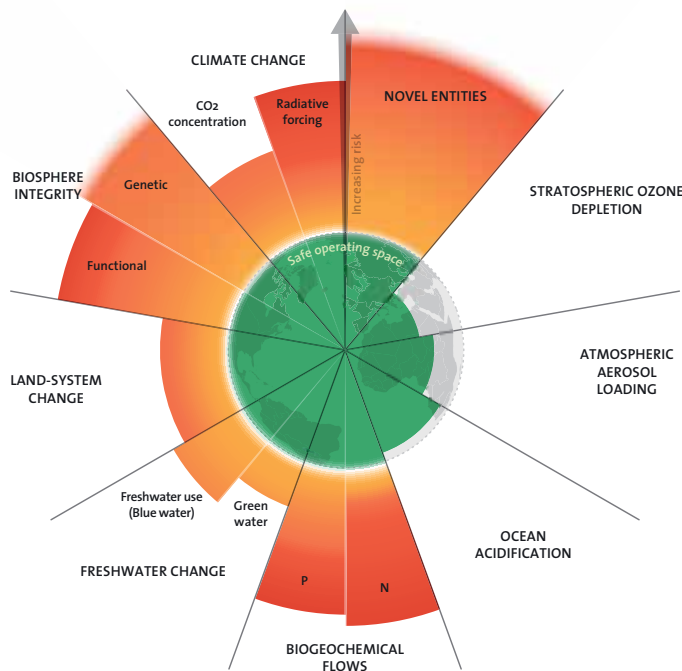 CLIMATE CHANGE
CO2
concentration
Radiative
forcing
NOVEL ENTITIES
Increasing risk
BIOSPHERE
INTEGRITY
Genetic
Functional
STRATOSPHERIC OZONE
DEPLETION
Safe operating space
LAND-SYSTEM
CHANGE
ATMOSPHERIC
AEROSOL
LOADING
Freshwater use
(Blue water)
Green
water
FRESHWATER CHANGE
P
N
OCEAN
ACIDIFICATION
BIOGEOCHEMICAL
FLOWS